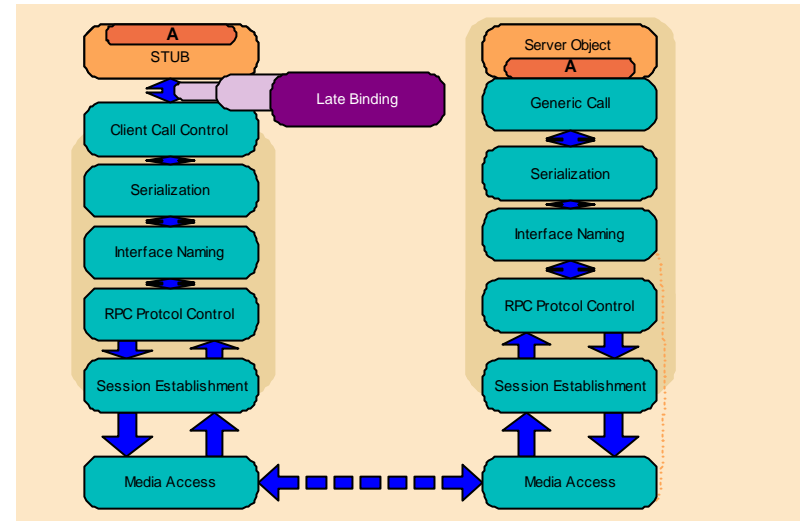 A
STUB
Late Binding
Client Call Control
Serialization
Interface Naming
RPC Protcol Control
Session Establishment
Media Access
Server Object
A
Generic Call
Serialization
Interface Naming
RPC Protcol Control
Session Establishment
Media Access